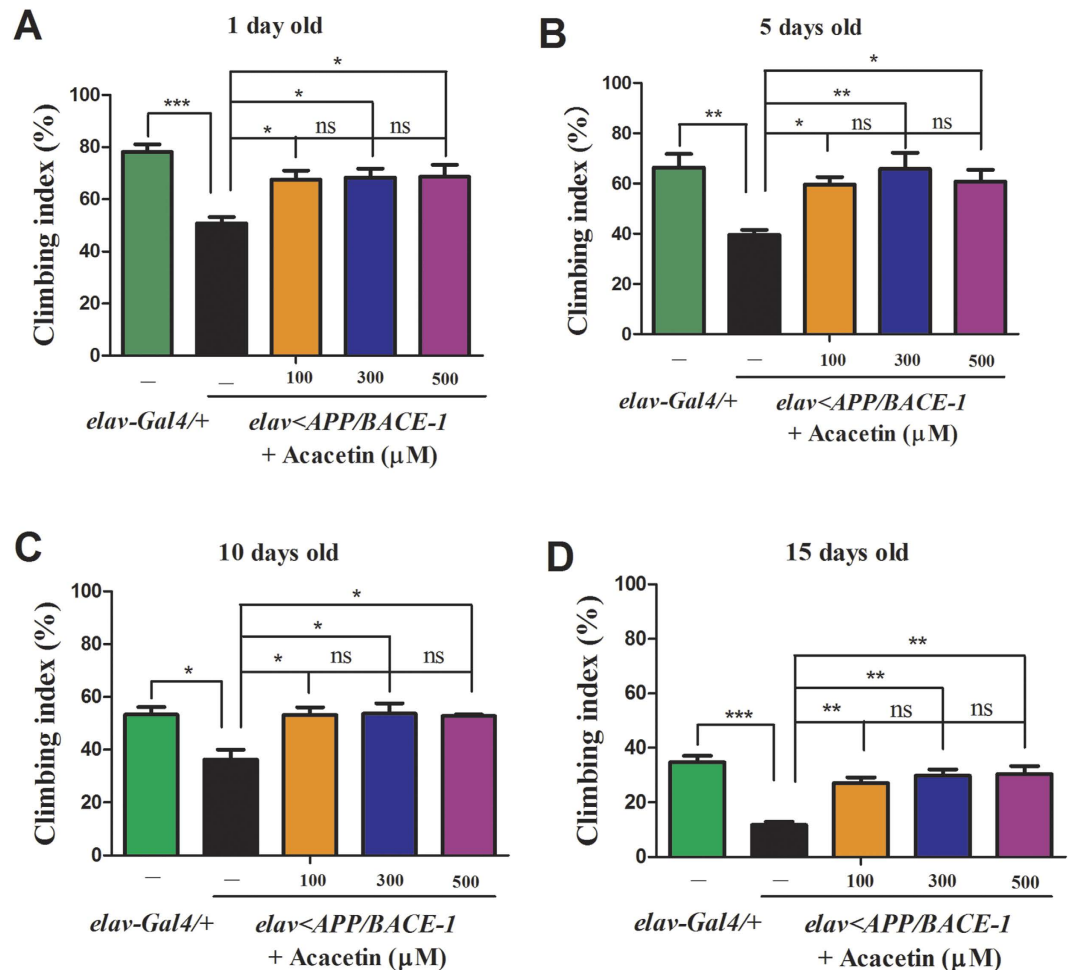 A
1 day old
Climbing index (%)
100
80
60
40
20
0
***
*
*
*
ns
ns
—
—
100
300
500
elav-Gal4/+
elav<APP/BACE-1
+ Acacetin (μM)
B
5 days old
Climbing index (%)
100
80
60
40
20
0
**
*
**
*
ns
ns
—
—
100
300
500
elav-Gal4/+
elav<APP/BACE-1
+ Acacetin (μM)
C
10 days old
Climbing index (%)
100
80
60
40
20
0
*
*
*
*
ns
ns
—
—
100
300
500
elav-Gal4/+
elav<APP/BACE-1
+ Acacetin (μM)
D
15 days old
Climbing index (%)
100
80
60
40
20
0
***
**
**
**
ns
ns
—
—
100
300
500
elav-Gal4/+
elav<APP/BACE-1
+ Acacetin (μM)